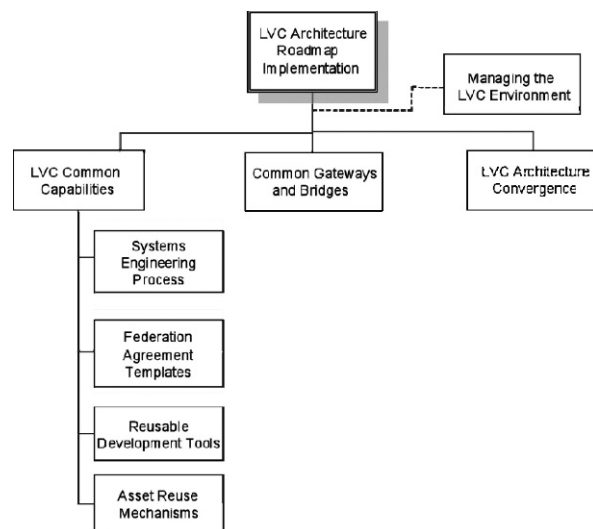 LVC Architecture
Roadmap
Implementation
Managing the
LVC Environment
LVC Common
Capabilities
Common Gateways
and Bridges
LVC Architecture
Convergence
Systems
Engineering
Process
Federation
Agreement
Templates
Reusable
Development Tools
Asset Reuse
Mechanisms